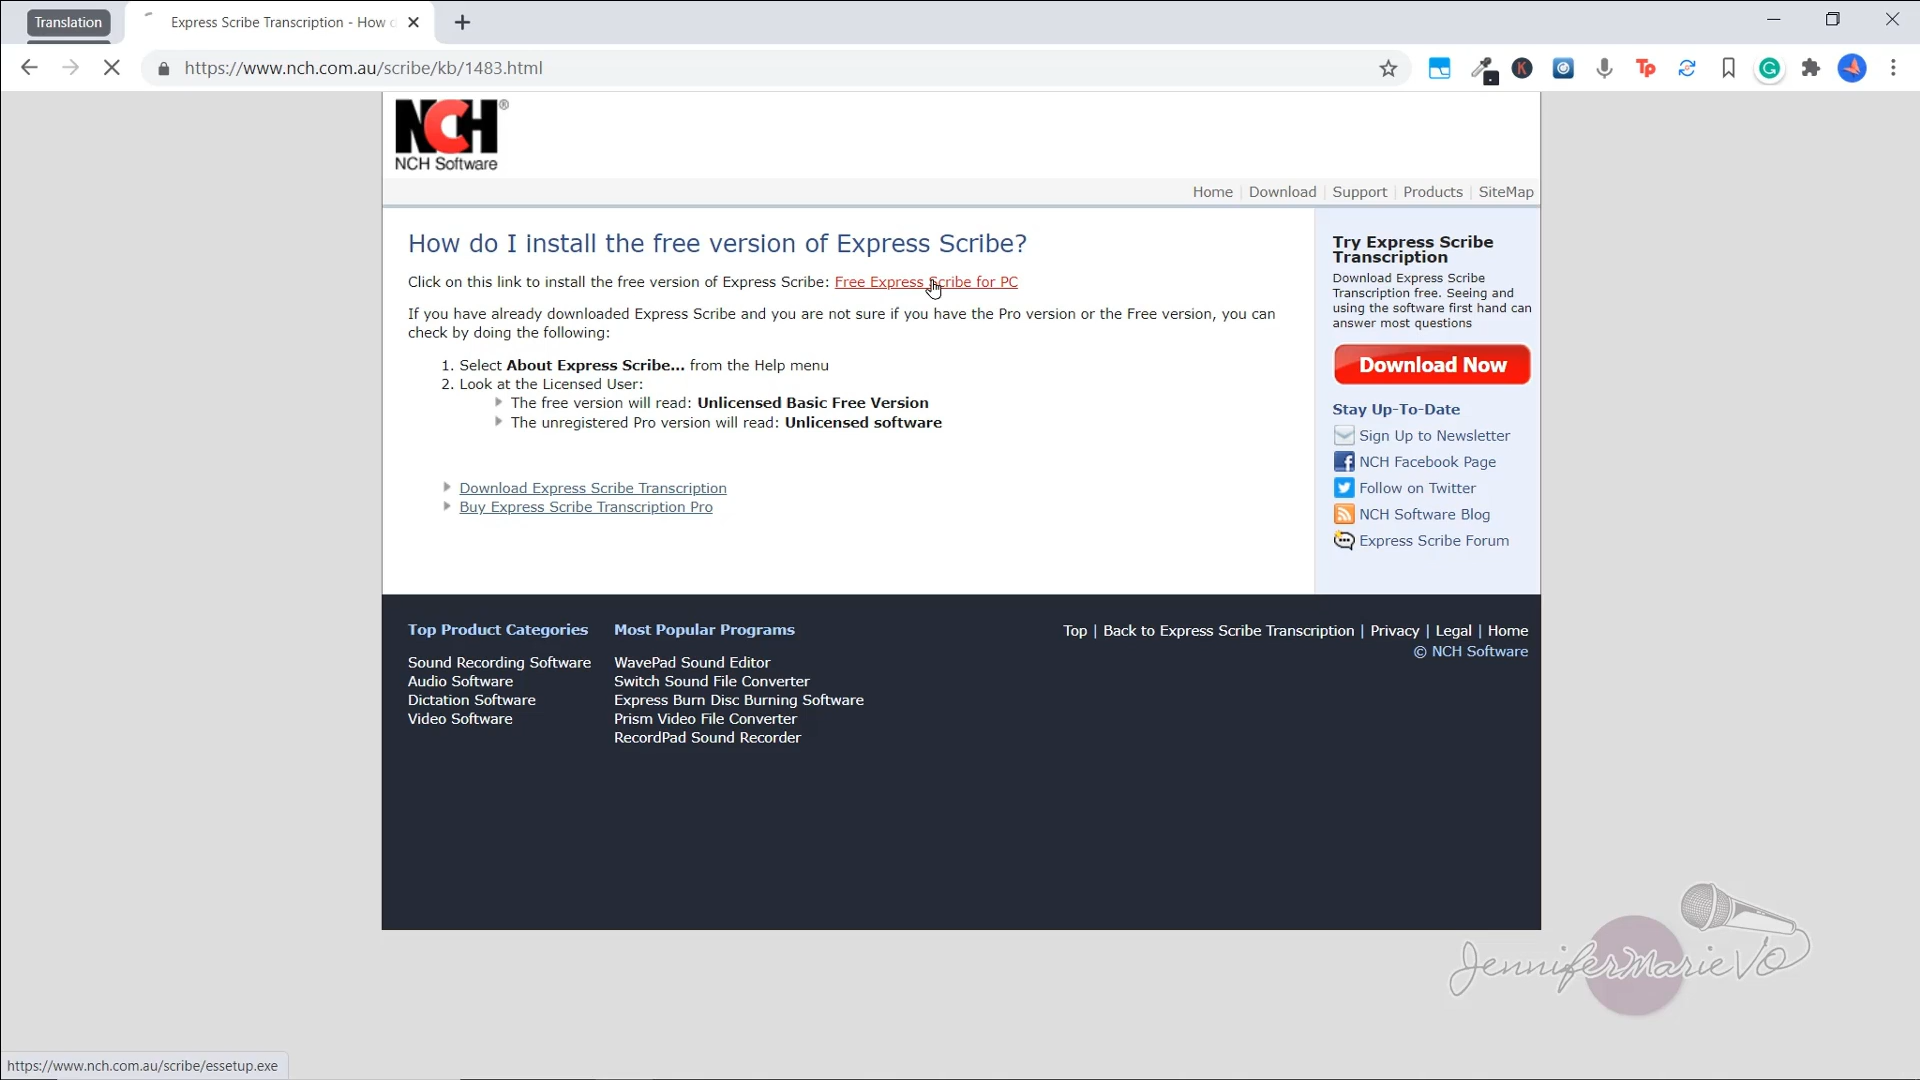 Translation
Express Scribe Transcription - How
https://www.nch.com.au/scribe/kb/1483.html
K
Tp
G
NCH®
NCH Software
Home | Download | Support | Products | SiteMap
How do I install the free version of Express Scribe?
Click on this link to install the free version of Express Scribe: Free Express Scribe for PC
If you have already downloaded Express Scribe and you are not sure if you have the Pro version or the Free version, you can
check by doing the following:
1. Select About Express Scribe... from the Help menu
2. Look at the Licensed User:
The free version will read: Unlicensed Basic Free Version
The unregistered Pro version will read: Unlicensed software
Download Express Scribe Transcription
Buy Express Scribe Transcription Pro
Try Express Scribe
Transcription
Download Express Scribe
Transcription free. Seeing and
using the software first hand can
answer most questions
Download Now
Stay Up-To-Date
Sign Up to Newsletter
NCH Facebook Page
Follow on Twitter
NCH Software Blog
Express Scribe Forum
Top Product Categories
Sound Recording Software
Audio Software
Dictation Software
Video Software
Most Popular Programs
WavePad Sound Editor
Switch Sound File Converter
Express Burn Disc Burning Software
Prism Video File Converter
RecordPad Sound Recorder
Top | Back to Express Scribe Transcription | Privacy | Legal | Home
© NCH Software
JenniferMarieVO
https://www.nch.com.au/scribe/essetup.exe